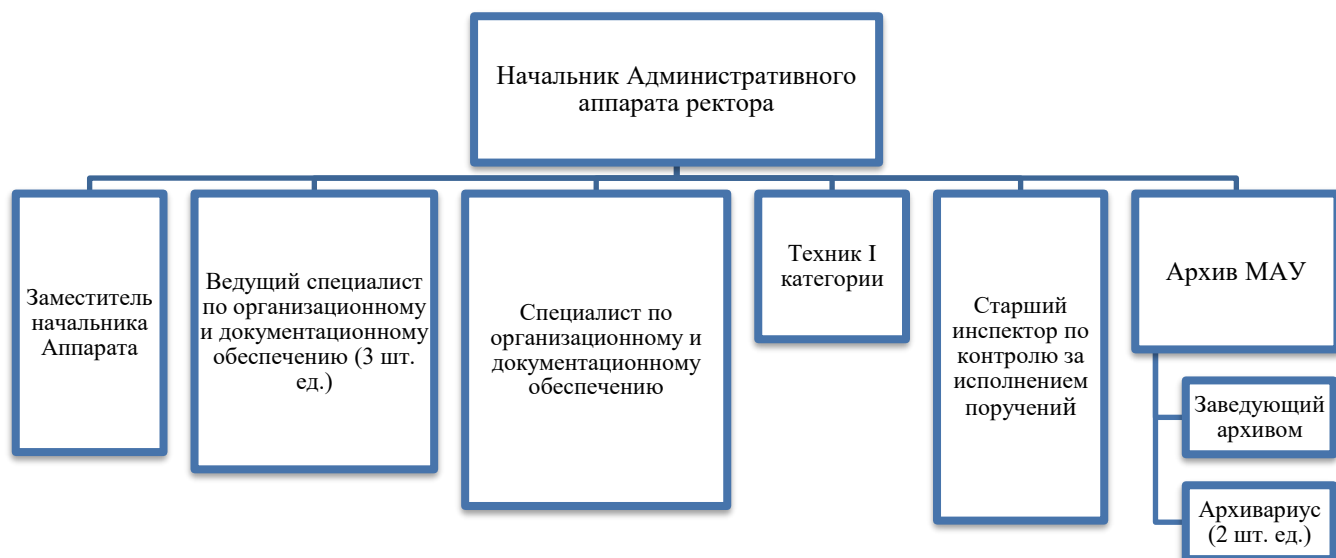 Начальник Административного
аппарата ректора
Заместитель
начальника
Аппарата
Ведущий специалист
по организационному
и документационному
обеспечению (3 шт.
ед.)
Специалист по
организационному и
документационному
обеспечению
Техник I
категории
Старший
инспектор по
контролю за
исполнением
поручений
Архив МАУ
Заведующий
архивом
Архивариус
(2 шт. ед.)